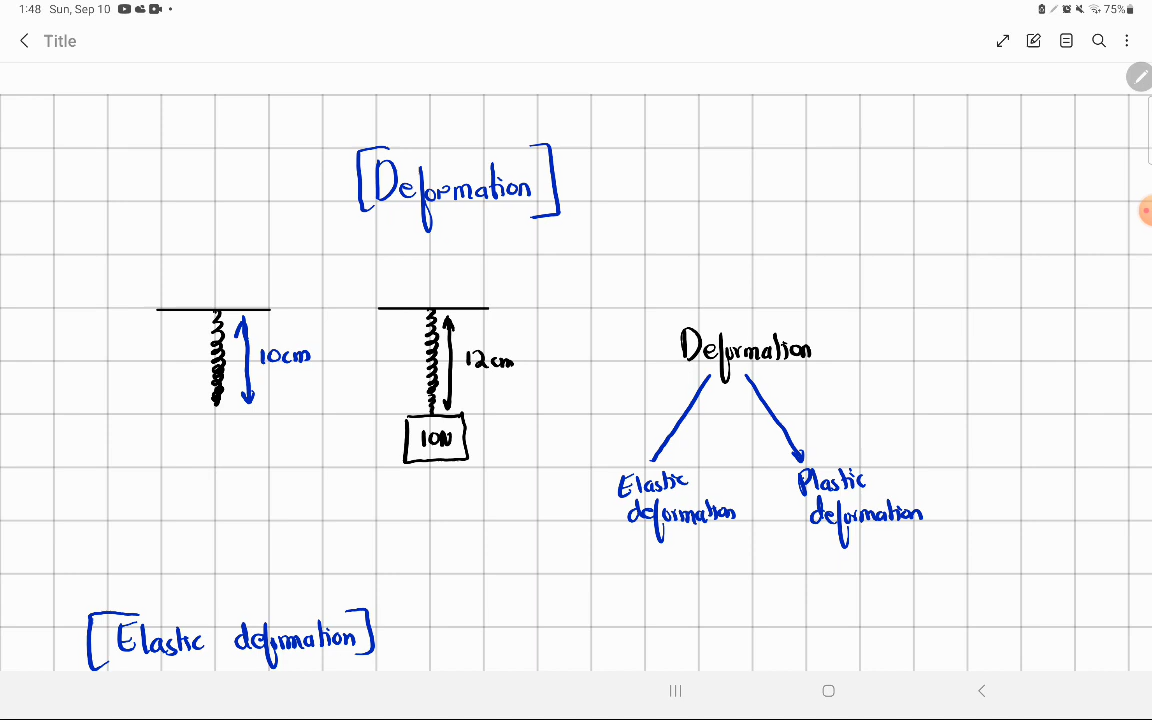 1:48 Sun, Sep 10
75%
Title
[Deformation]
10cm
12cm
10N
Deformation
Elastic
deformation
Plastic
deformation
[Elastic deformation]